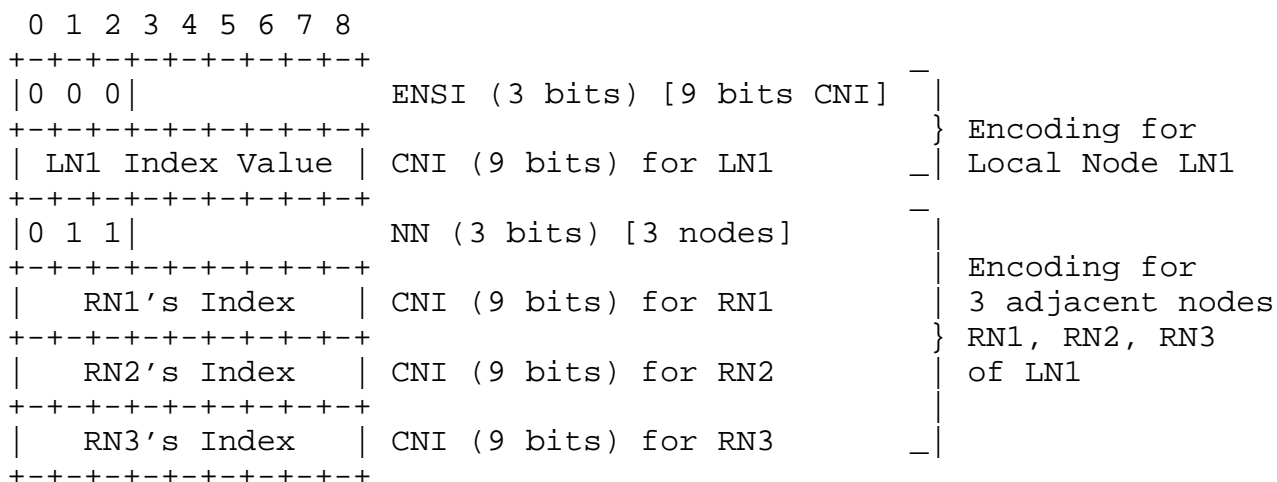 0 1 2 3 4 5 6 7 8
+-+-+-+-+-+-+-+-+-+                              _
|0 0 0|              ENSI (3 bits) [9 bits CNI]   |
+-+-+-+-+-+-+-+-+-+                               } Encoding for
| LN1 Index Value | CNI (9 bits) for LN1         _| Local Node LN1
+-+-+-+-+-+-+-+-+-+                              _
|0 1 1|              NN (3 bits) [3 nodes]        |
+-+-+-+-+-+-+-+-+-+                               | Encoding for
|   RN1's Index   | CNI (9 bits) for RN1          | 3 adjacent nodes
+-+-+-+-+-+-+-+-+-+                               } RN1, RN2, RN3
|   RN2's Index   | CNI (9 bits) for RN2          | of LN1
+-+-+-+-+-+-+-+-+-+                               |
|   RN3's Index   | CNI (9 bits) for RN3         _|
+-+-+-+-+-+-+-+-+-+